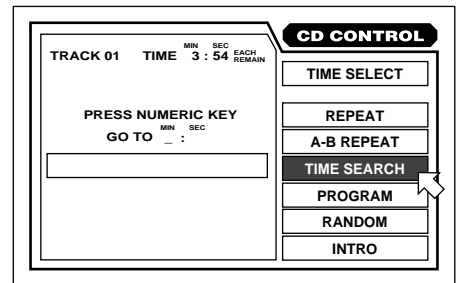 CD CONTROL
TRACK 01 TIME MIN 3 : SEC 54 EACH REMAIN
TIME SELECT
PRESS NUMERIC KEY
GO TO MIN _ : SEC
REPEAT
A-B REPEAT
TIME SEARCH
PROGRAM
RANDOM
INTRO